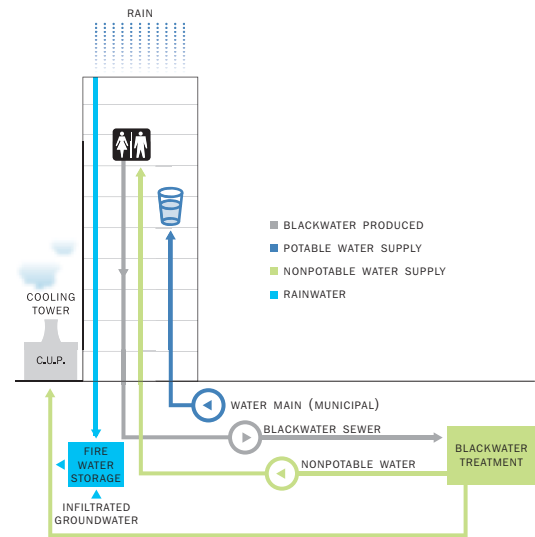 RAIN
BLACKWATER PRODUCED
POTABLE WATER SUPPLY
NONPOTABLE WATER SUPPLY
RAINWATER
COOLING
TOWER
C.U.P.
WATER MAIN (MUNICIPAL)
BLACKWATER SEWER
FIRE
WATER
STORAGE
BLACKWATER
TREATMENT
NONPOTABLE WATER
INFILTRATED
GROUNDWATER